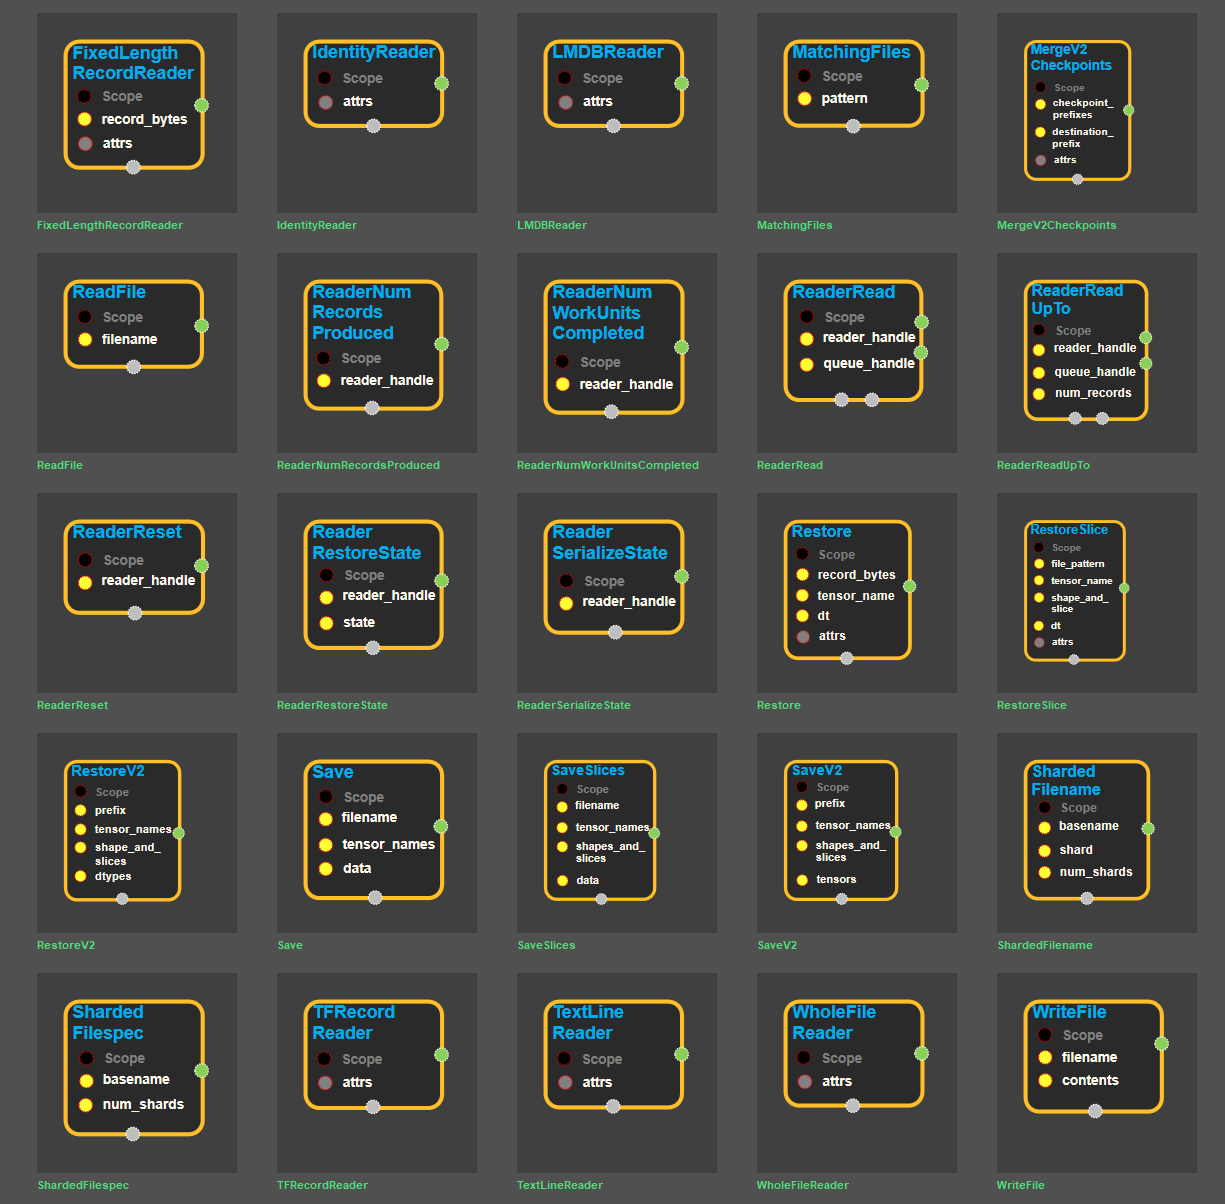 FixedLength
RecordReader
Scope
record_bytes
attrs
FixedLengthRecordReader
IdentityReader
Scope
attrs
IdentityReader
LMDBReader
Scope
attrs
LMDBReader
MatchingFiles
Scope
pattern
MatchingFiles
MergeV2
Checkpoints
Scope
checkpoint_
prefixes
destination_
prefix
attrs
MergeV2Checkpoints
ReadFile
Scope
filename
ReadFile
ReaderNum
Records
Produced
Scope
reader_handle
ReaderNumRecordsProduced
ReaderNum
WorkUnits
Completed
Scope
reader_handle
ReaderNumWorkUnitsCompleted
ReaderRead
Scope
reader_handle
queue_handle
ReaderRead
ReaderRead
UpTo
Scope
reader_handle
queue_handle
num_records
ReaderReadUpTo
ReaderReset
Scope
reader_handle
ReaderReset
Reader
RestoreState
Scope
reader_handle
state
ReaderRestoreState
Reader
SerializeState
Scope
reader_handle
ReaderSerializeState
Restore
Scope
record_bytes
tensor_name
dt
attrs
Restore
RestoreSlice
Scope
file_pattern
tensor_name
shape_and_
slice
dt
attrs
RestoreSlice
RestoreV2
Scope
prefix
tensor_names
shape_and_
slices
dtypes
RestoreV2
Save
Scope
filename
tensor_names
data
Save
SaveSlices
Scope
filename
tensor_names
shapes_and_
slices
data
SaveSlices
SaveV2
Scope
prefix
tensor_names
shapes_and_
slices
tensors
SaveV2
Sharded
Filename
Scope
basename
shard
num_shards
ShardedFilename
Sharded
Filespec
Scope
basename
num_shards
ShardedFilespec
TFRecord
Reader
Scope
attrs
TFRecordReader
TextLine
Reader
Scope
attrs
TextLineReader
WholeFile
Reader
Scope
attrs
WholeFileReader
WriteFile
Scope
filename
contents
WriteFile